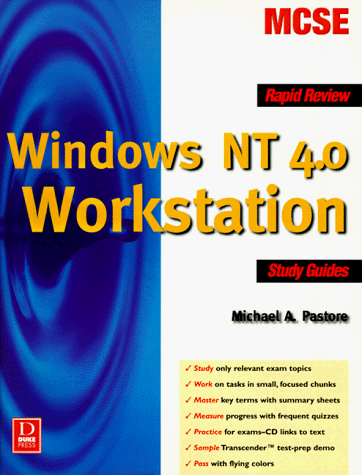 MCSE
Rapid Review
Windows NT 4.0
Workstation
Study Guides
Michael A. Pastore
✓ Study only relevant exam topics
✓ Work on tasks in small, focused chunks
✓ Master key terms with summary sheets
✓ Measure progress with frequent quizzes
✓ Practice for exams–CD links to text
✓ Sample Transcender™ test-prep demo
✓ Pass with flying colors
D
DUKE
PRESS